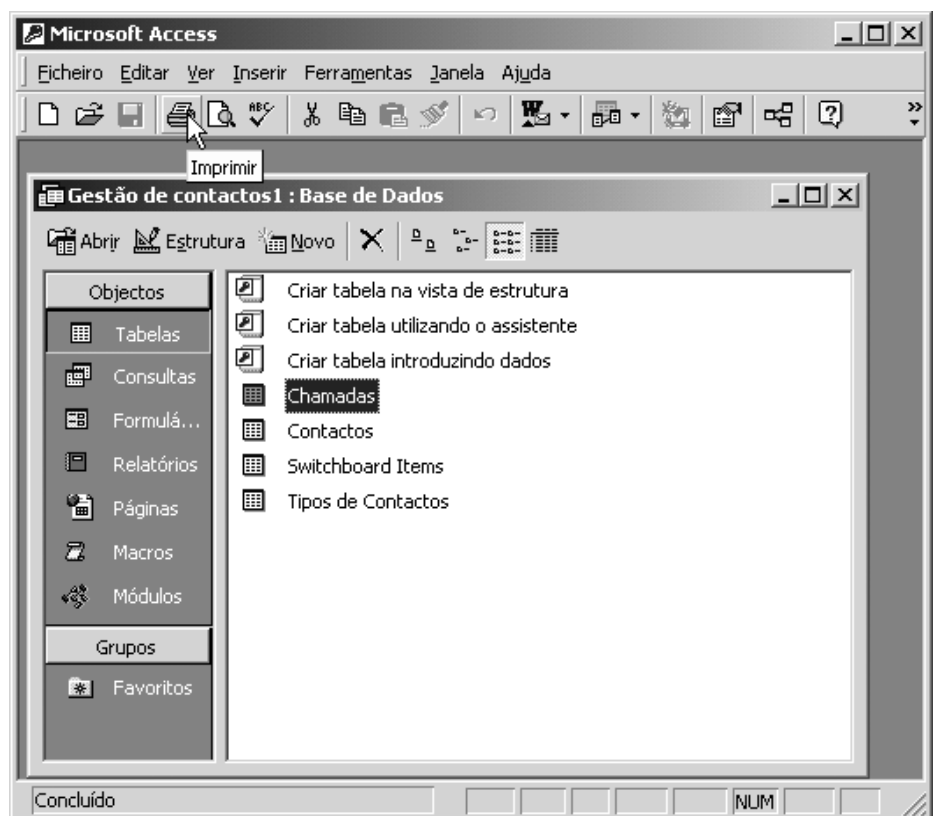 Microsoft Access
Ficheiro Editar Ver Inserir Ferramentas Janela Ajuda
ABC W ?
Imprimir
Gestão de contactos1 : Base de Dados
Abrir Estrutura Novo
Objectos
Tabelas
Consultas
Formulá...
Relatórios
Páginas
Macros
Módulos
Grupos
Favoritos
Criar tabela na vista de estrutura
Criar tabela utilizando o assistente
Criar tabela introduzindo dados
Chamadas
Contactos
Switchboard Items
Tipos de Contactos
Concluído NUM